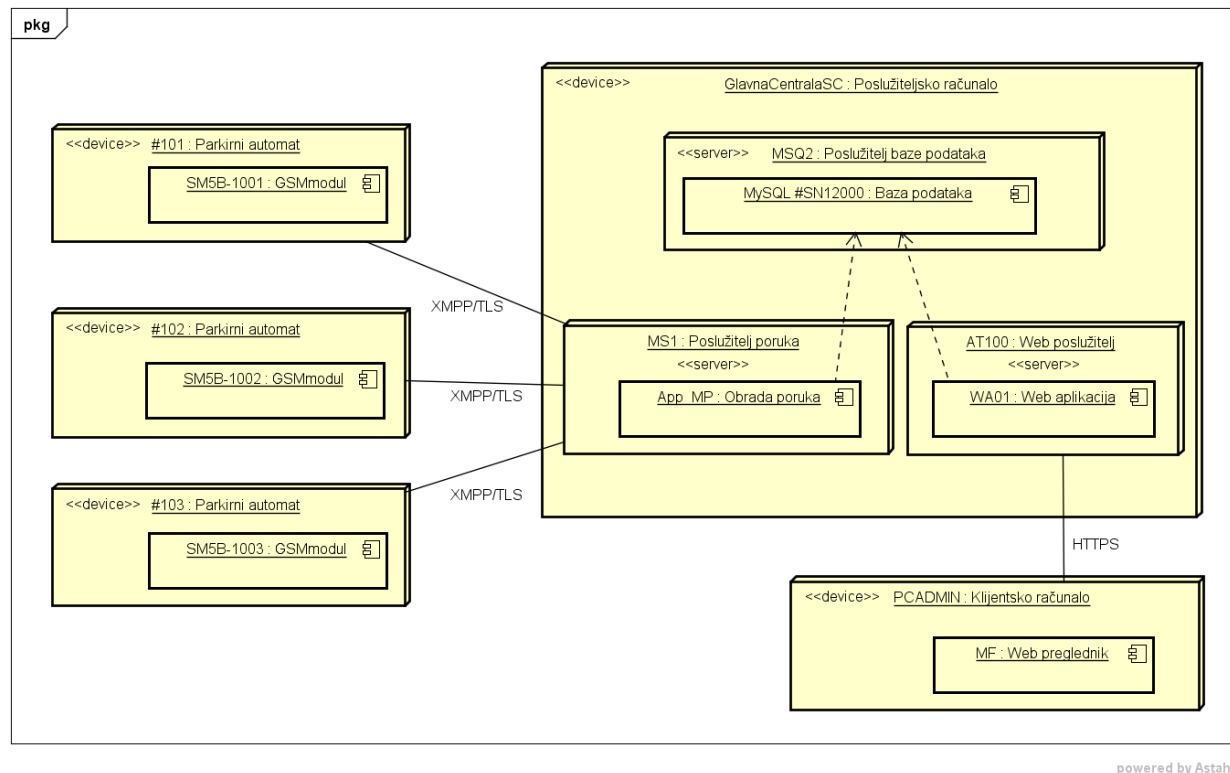 pkg
<<device>> GlavnaCentralaSC : Poslužiteljsko računalo
<<server>> MSQ2 : Poslužitelj baze podataka
MySQL #SN12000 : Baza podataka
<<device>> #101 : Parkirni automat
SM5B-1001 : GSMmodul
XMPP/TLS
<<device>> #102 : Parkirni automat
SM5B-1002 : GSMmodul
XMPP/TLS
<<device>> #103 : Parkirni automat
SM5B-1003 : GSMmodul
XMPP/TLS
MS1 : Poslužitelj poruka
<<server>>
App_MP : Obrada poruka
AT100 : Web poslužitelj
<<server>>
WA01 : Web aplikacija
HTTPS
<<device>> PCADMIN : Klijentsko računalo
MF : Web preglednik
powered by Astah